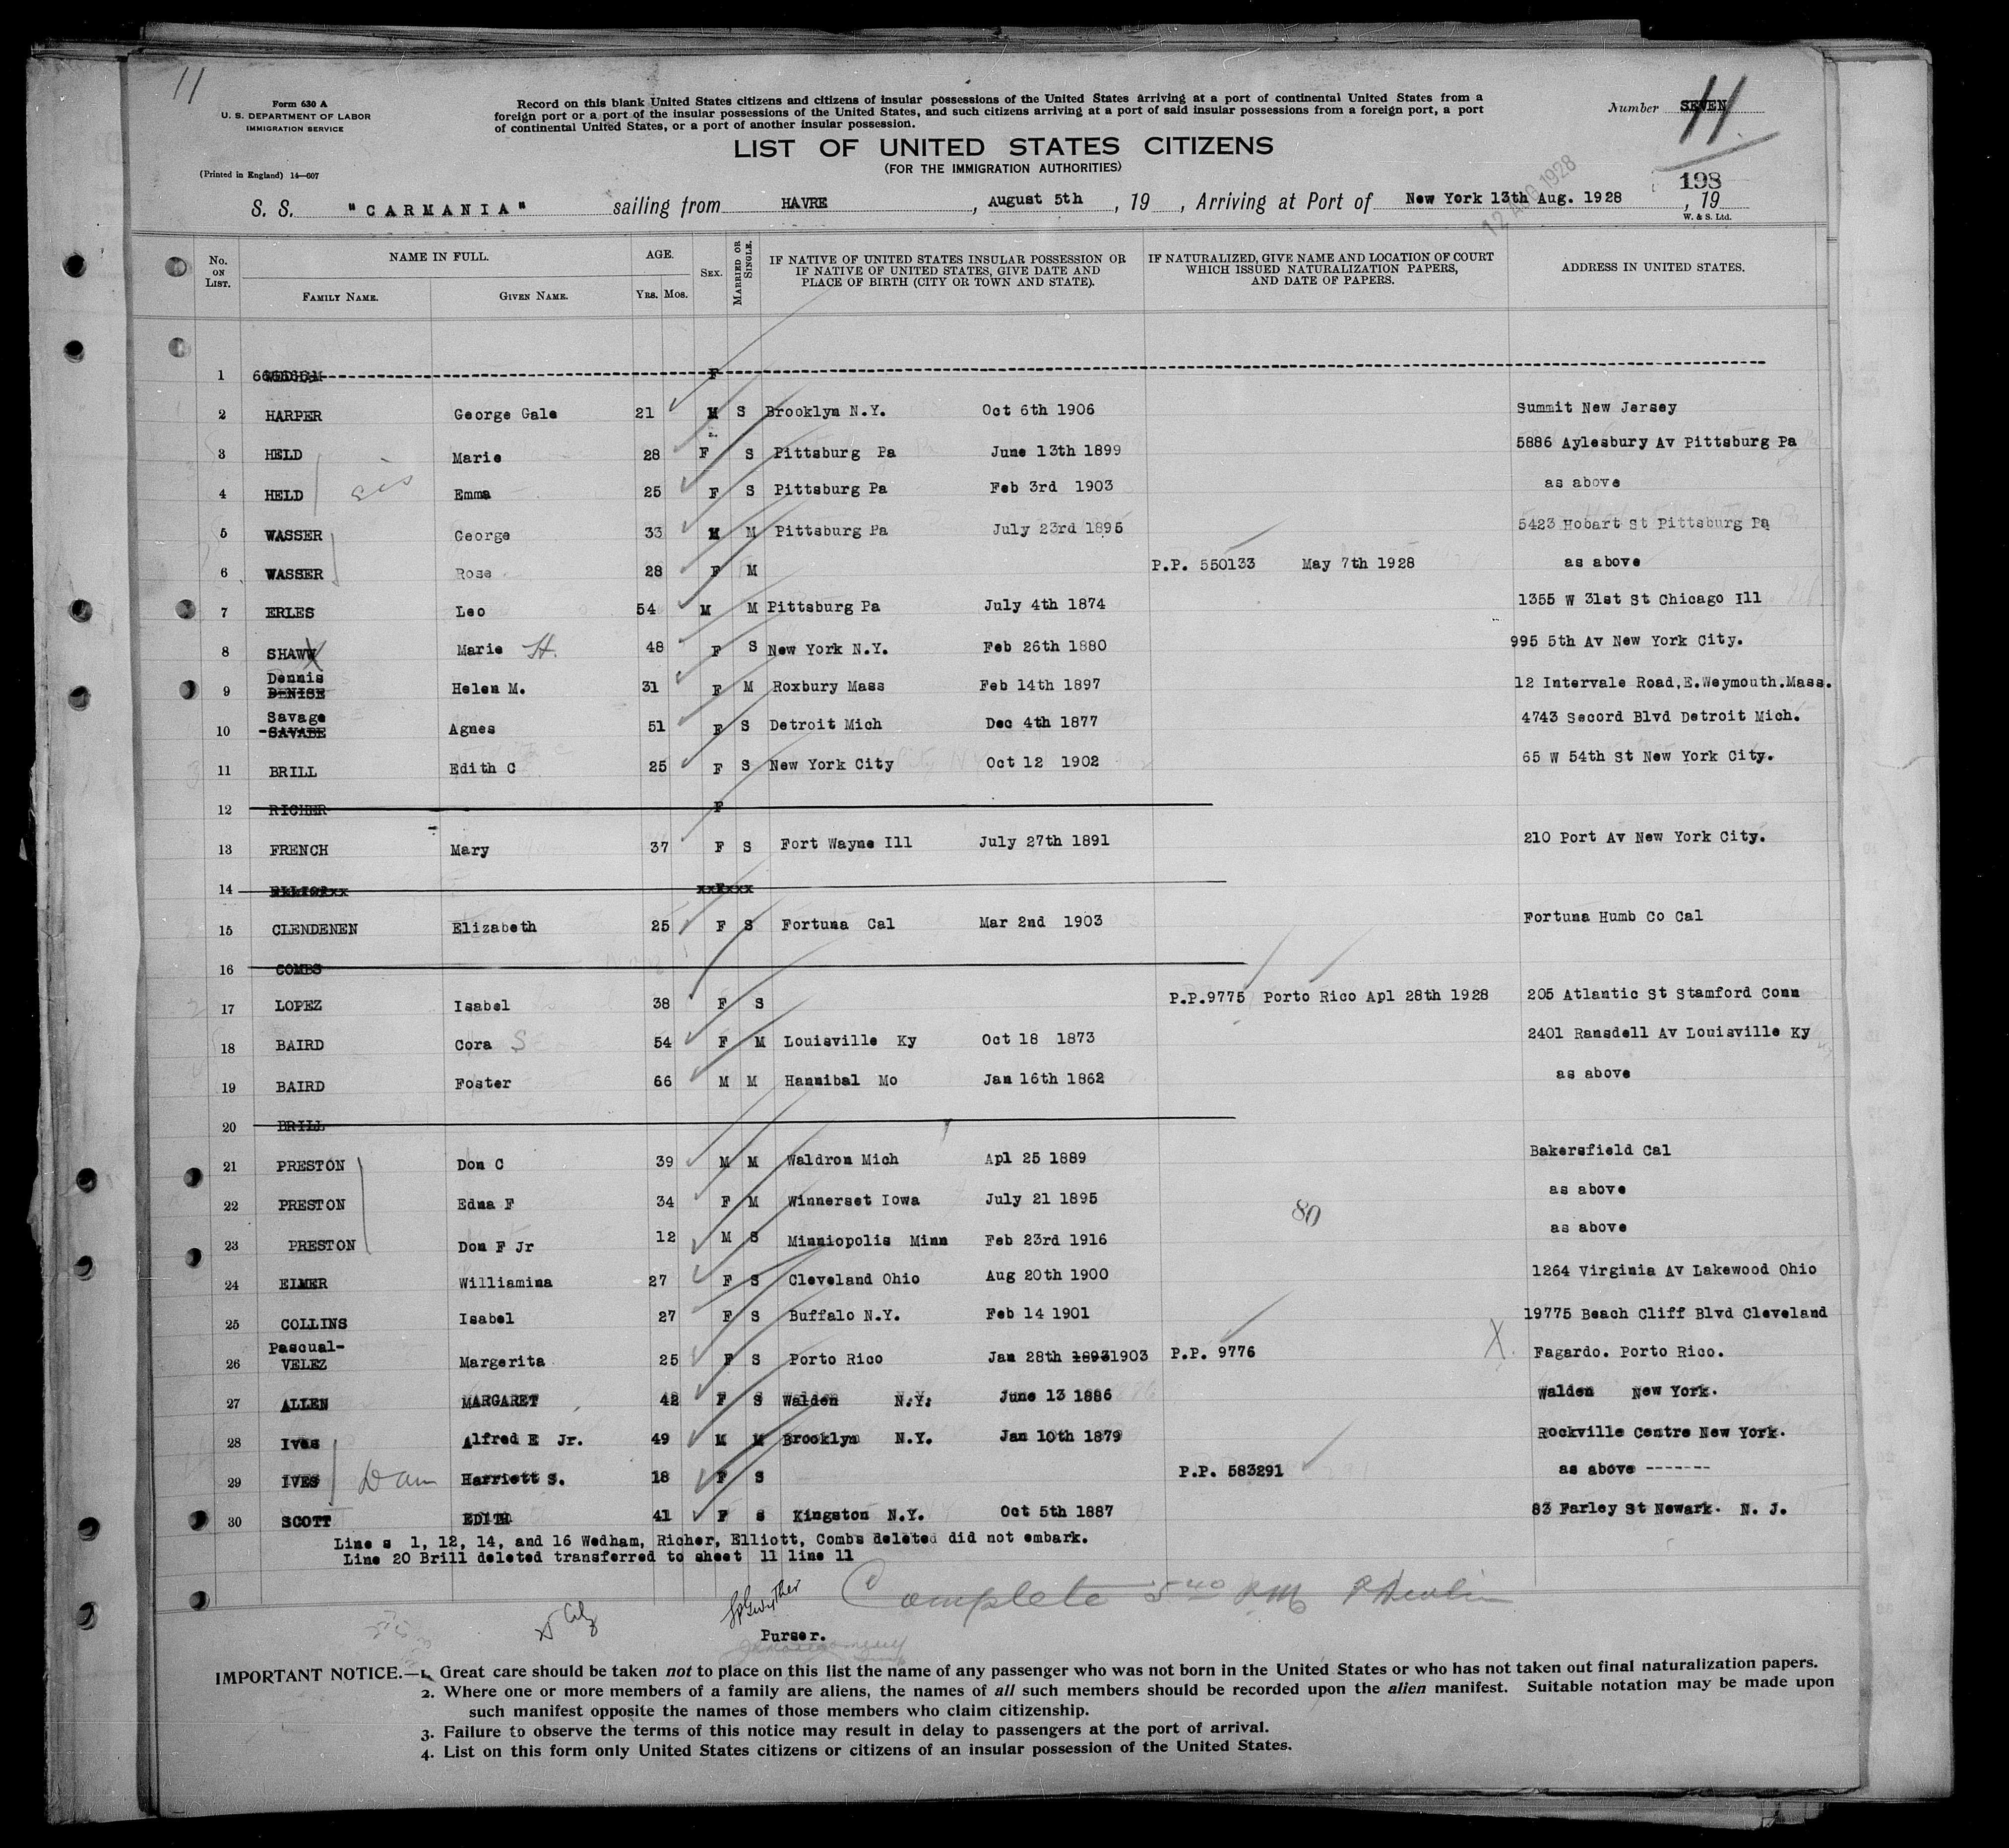 11
Form 630 A
U. S. DEPARTMENT OF LABOR
IMMIGRATION SERVICE
(Printed in England) 14—607
Record on this blank United States citizens and citizens of insular possessions of the United States arriving at a port of continental United States from a
foreign port or a port of the insular possessions of the United States, and such citizens arriving at a port of said insular possessions from a foreign port, a port
of continental United States, or a port of another insular possession.
Number SEVEN 11
LIST OF UNITED STATES CITIZENS
(FOR THE IMMIGRATION AUTHORITIES)
12 AUG 1928
198
S. S. "CARMANIA" sailing from HAVRE, August 5th, 19 , Arriving at Port of New York 13th Aug. 1928, 19
W. & S. Ltd.
No. ON LIST. NAME IN FULL. FAMILY NAME. GIVEN NAME. AGE. YRS. MOS. SEX. MARRIED OR SINGLE. IF NATIVE OF UNITED STATES INSULAR POSSESSION OR IF NATIVE OF UNITED STATES, GIVE DATE AND PLACE OF BIRTH (CITY OR TOWN AND STATE). IF NATURALIZED, GIVE NAME AND LOCATION OF COURT WHICH ISSUED NATURALIZATION PAPERS, AND DATE OF PAPERS. ADDRESS IN UNITED STATES.
1 F
2 HARPER George Gale 21 M S Brooklyn N.Y. Oct 6th 1906 Summit New Jersey
3 HELD Marie 28 F S Pittsburg Pa June 13th 1899 5886 Aylesbury Av Pittsburg Pa
4 HELD sis Emma 25 F S Pittsburg Pa Feb 3rd 1903 as above
5 WASSER George 33 M M Pittsburg Pa July 23rd 1895 5423 Hobart St Pittsburg Pa
6 WASSER Rose 28 F M P.P. 550133 May 7th 1928 as above
7 ERLES Leo 54 M M Pittsburg Pa July 4th 1874 1355 W 31st St Chicago Ill
8 SHAWW Marie H. 48 F S New York N.Y. Feb 26th 1880 995 5th Av New York City.
9 Dennis DENISE Helen M. 31 F M Roxbury Mass Feb 14th 1897 12 Intervale Road,E.Weymouth.Mass.
10 Savage SAVABE Agnes 51 F S Detroit Mich Dec 4th 1877 4743 Secord Blvd Detroit Mich.
11 BRILL Edith C 25 F S New York City Oct 12 1902 65 W 54th St New York City.
12 RICHER F
13 FRENCH Mary 37 F S Fort Wayne Ill July 27th 1891 210 Port Av New York City.
14 ELLIOTxx xxFxxx
15 CLENDENEN Elizabeth 25 F S Fortuna Cal Mar 2nd 1903 Fortuna Humb Co Cal
16 COMBS
17 LOPEZ Isabel 38 F S P.P.9775 Porto Rico Apl 28th 1928 205 Atlantic St Stamford Conn
18 BAIRD Cora S 54 F M Louisville Ky Oct 18 1873 2401 Ransdell Av Louisville Ky
19 BAIRD Foster 66 M M Hannibal Mo Jan 16th 1862 as above
20 BRILL
21 PRESTON Don C 39 M M Waldron Mich Apl 25 1889 Bakersfield Cal
22 PRESTON Edna F 34 F M Winnerset Iowa July 21 1895 as above
80
23 PRESTON Don F Jr 12 M S Minniopolis Minn Feb 23rd 1916 as above
24 ELMER Williamina 27 F S Cleveland Ohio Aug 20th 1900 1264 Virginia Av Lakewood Ohio
25 COLLINS Isabel 27 F S Buffalo N.Y. Feb 14 1901 19775 Beach Cliff Blvd Cleveland
26 Pascual- VELEZ Margerita 25 F S Porto Rico Jan 28th 1893 1903 P.P. 9776 X Fagardo. Porto Rico.
27 ALLEN MARGARET 42 F S Walden N.Y. June 13 1886 Walden New York.
28 Ives Alfred E Jr. 49 M M Brooklyn N.Y. Jan 10th 1879 Rockville Centre New York.
29 IVES Dau Harriett S. 18 F S P.P. 583291 as above -------
30 SCOTT EDITH 41 F s Kingston N.Y. Oct 5th 1887 83 Farley St Newark. N. J.
Line s 1, 12, 14, and 16 Wedham, Richer, Elliott, Combs deleted did not embark.
Line 20 Brill deleted transferred to sheet 11 line 11
Complete 5 40 PM
Purser.
IMPORTANT NOTICE.—1. Great care should be taken not to place on this list the name of any passenger who was not born in the United States or who has not taken out final naturalization papers.
2. Where one or more members of a family are aliens, the names of all such members should be recorded upon the alien manifest. Suitable notation may be made upon
such manifest opposite the names of those members who claim citizenship.
3. Failure to observe the terms of this notice may result in delay to passengers at the port of arrival.
4. List on this form only United States citizens or citizens of an insular possession of the United States.